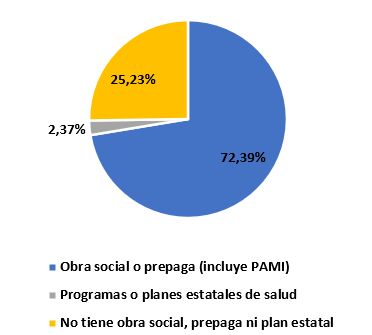 25,23%
2,37%
72,39%
Obra social o prepaga (incluye PAMI)
Programas o planes estatales de salud
No tiene obra social, prepaga ni plan estatal